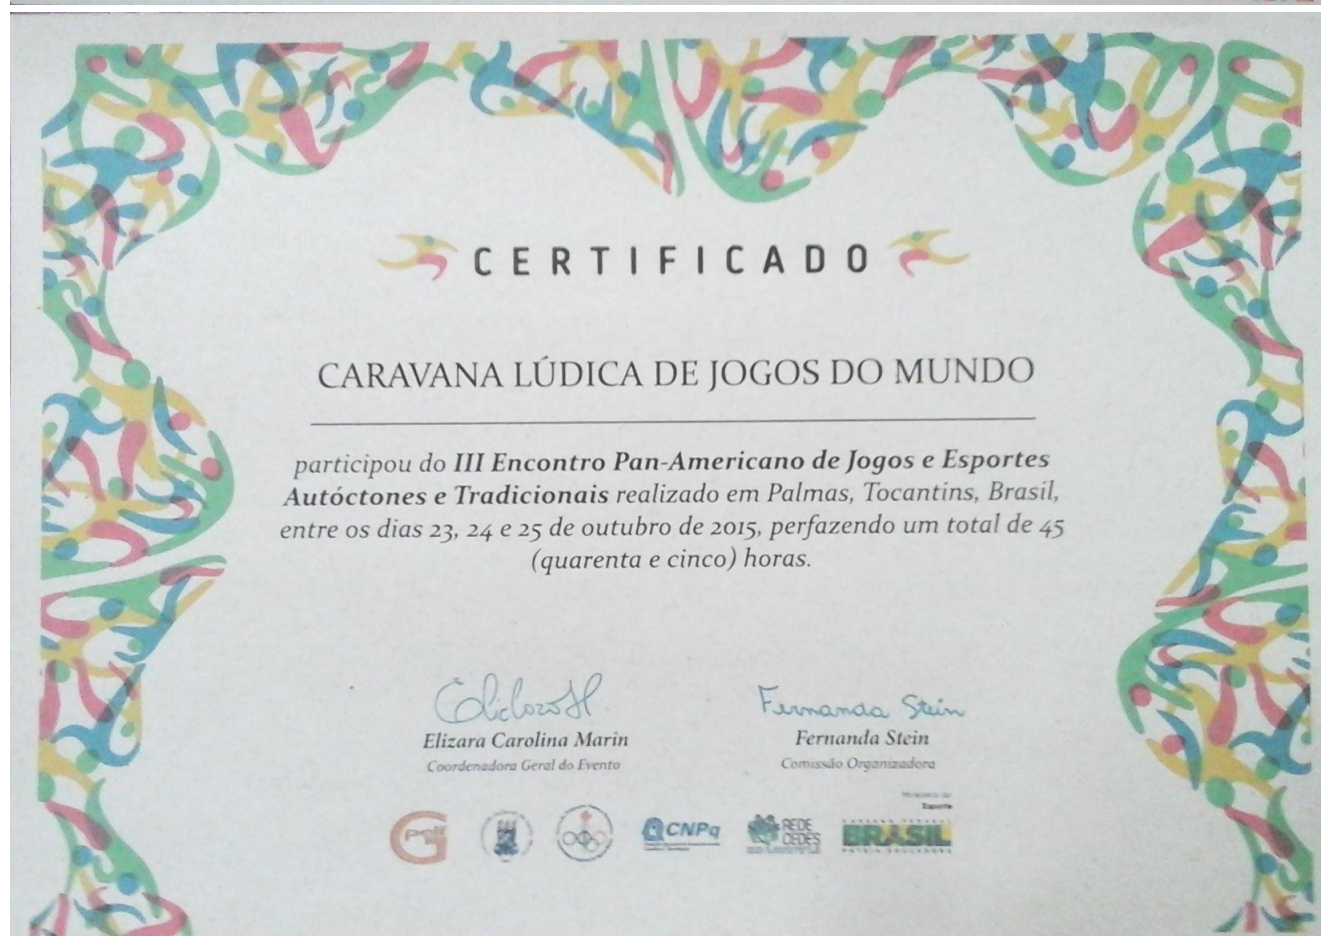 CERTIFICADO
CARAVANA LÚDICA DE JOGOS DO MUNDO
participou do III Encontro Pan-Americano de Jogos e Esportes
Autóctones e Tradicionais realizado em Palmas, Tocantins, Brasil,
entre os dias 23, 24 e 25 de outubro de 2015, perfazendo um total de 45
(quarenta e cinco) horas.
Fernanda Stein
Elizara Carolina Marin
Fernanda Stein
Coordenadora Geral do Evento
Comissão Organizadora
CNPq
REDE
CEDES
Esporte
BRASIL